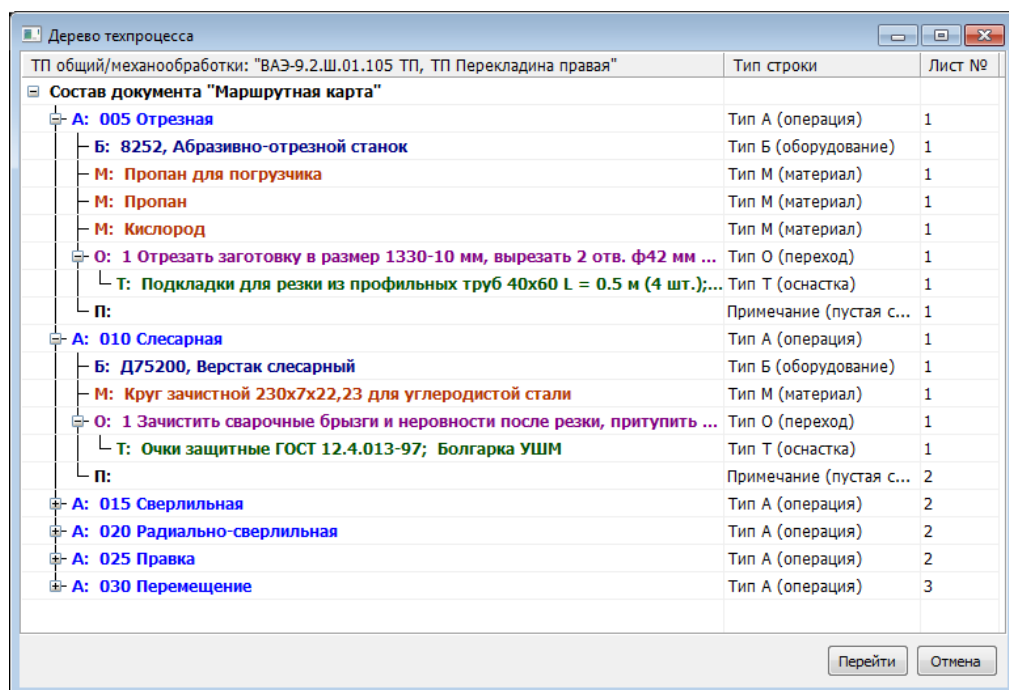 Дерево техпроцесса
ТП общий/механообработки: "ВАЭ-9.2.Ш.01.105 ТП, ТП Перекладина правая" Тип строки Лист №
Состав документа "Маршрутная карта"
А: 005 Отрезная Тип А (операция) 1
Б: 8252, Абразивно-отрезной станок Тип Б (оборудование) 1
М: Пропан для погрузчика Тип М (материал) 1
М: Пропан Тип М (материал) 1
М: Кислород Тип М (материал) 1
О: 1 Отрезать заготовку в размер 1330-10 мм, вырезать 2 отв. ф42 мм ... Тип О (переход) 1
Т: Подкладки для резки из профильных труб 40х60 L = 0.5 м (4 шт.);... Тип Т (оснастка) 1
П: Примечание (пустая с... 1
А: 010 Слесарная Тип А (операция) 1
Б: Д75200, Верстак слесарный Тип Б (оборудование) 1
М: Круг зачистной 230х7х22,23 для углеродистой стали Тип М (материал) 1
О: 1 Зачистить сварочные брызги и неровности после резки, притупить ... Тип О (переход) 1
Т: Очки защитные ГОСТ 12.4.013-97; Болгарка УШМ Тип Т (оснастка) 1
П: Примечание (пустая с... 2
А: 015 Сверлильная Тип А (операция) 2
А: 020 Радиально-сверлильная Тип А (операция) 2
А: 025 Правка Тип А (операция) 2
А: 030 Перемещение Тип А (операция) 3
Перейти Отмена